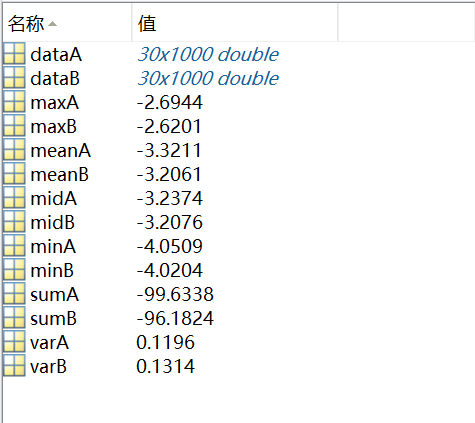 名称 值
dataA 30x1000 double
dataB 30x1000 double
maxA -2.6944
maxB -2.6201
meanA -3.3211
meanB -3.2061
midA -3.2374
midB -3.2076
minA -4.0509
minB -4.0204
sumA -99.6338
sumB -96.1824
varA 0.1196
varB 0.1314